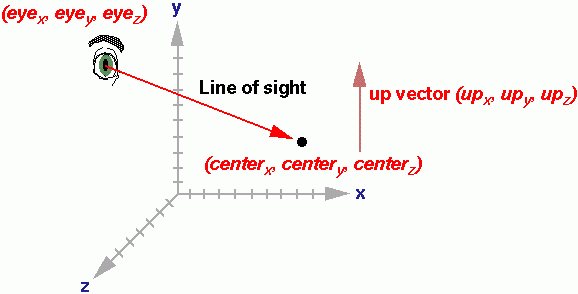 (eyex, eyey, eyez)
y
Line of sight
up vector (upx, upy, upz)
(centerx, centery, centerz)
x
z